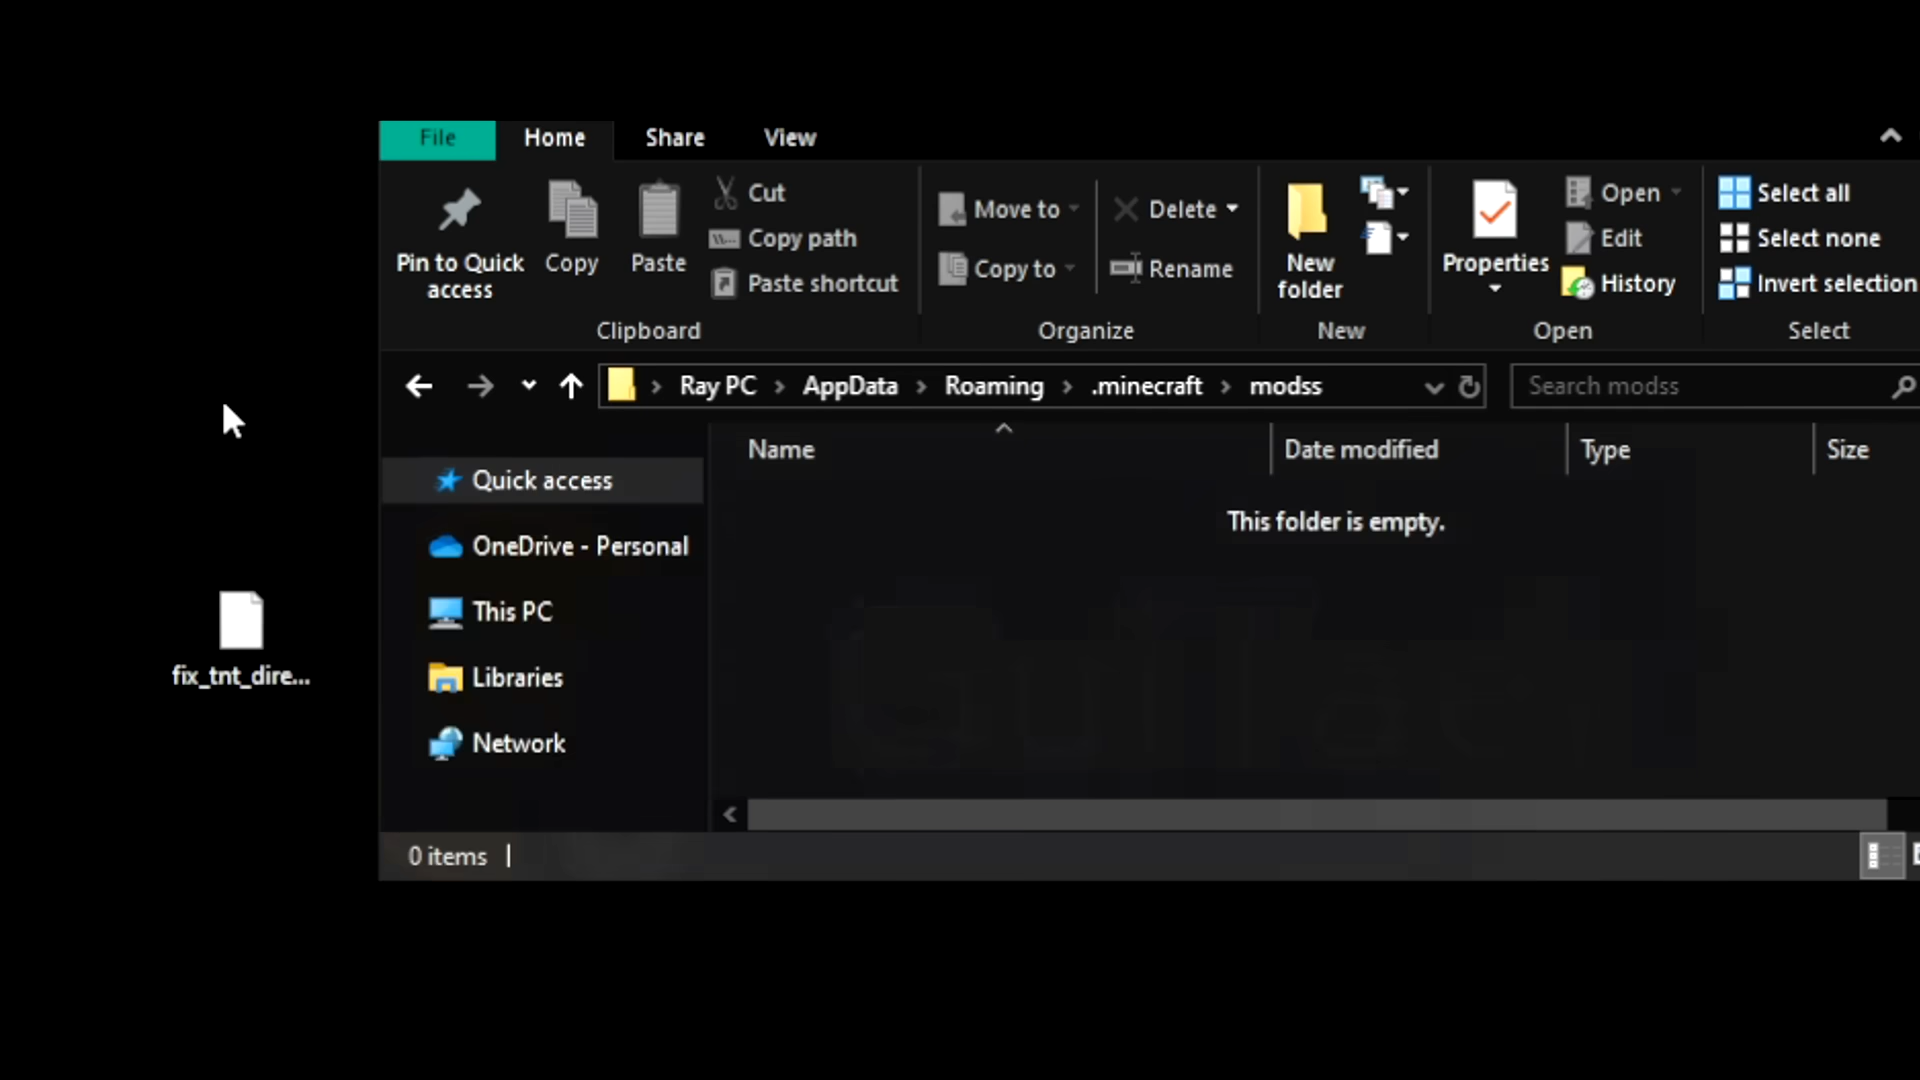 File Home Share View
Pin to Quick access
Copy
Paste
Cut
Copy path
Paste shortcut
Clipboard
Move to
Copy to
Delete
Rename
Organize
New folder
New
Properties
Open
Edit
History
Open
Select all
Select none
Invert selection
Select
Ray PC > AppData > Roaming > .minecraft > modss
Search modss
Name Date modified Type Size
This folder is empty.
Quick access
OneDrive - Personal
This PC
Libraries
Network
fix_tnt_dire...
0 items